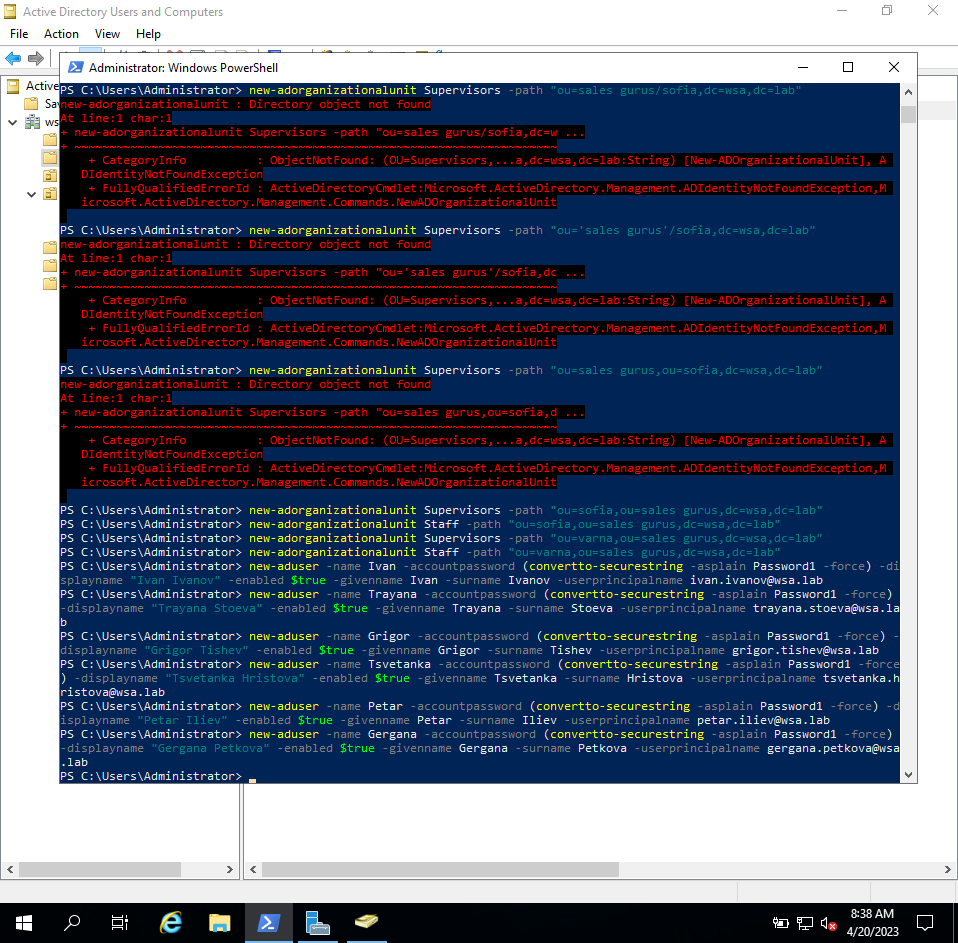 Active Directory Users and Computers
File Action View Help
Administrator: Windows PowerShell
Active
Sa
ws
PS C:\Users\Administrator> new-adorganizationalunit Supervisors -path "ou=sales gurus/sofia,dc=wsa,dc=lab"
new-adorganizationalunit : Directory object not found
At line:1 char:1
+ new-adorganizationalunit Supervisors -path "ou=sales gurus/sofia,dc=w ...
+ ~~~~~~~~~~~~~~~~~~~~~~~~~~~~~~~~~~~~~~~~~~~~~~~~~~~~~~~~~~~~~~~~~~~~~
+ CategoryInfo : ObjectNotFound: (OU=Supervisors,...a,dc=wsa,dc=lab:String) [New-ADOrganizationalUnit], A
DIdentityNotFoundException
+ FullyQualifiedErrorId : ActiveDirectoryCmdlet:Microsoft.ActiveDirectory.Management.ADIdentityNotFoundException,M
icrosoft.ActiveDirectory.Management.Commands.NewADOrganizationalUnit
PS C:\Users\Administrator> new-adorganizationalunit Supervisors -path "ou='sales gurus'/sofia,dc=wsa,dc=lab"
new-adorganizationalunit : Directory object not found
At line:1 char:1
+ new-adorganizationalunit Supervisors -path "ou='sales gurus'/sofia,dc ...
+ ~~~~~~~~~~~~~~~~~~~~~~~~~~~~~~~~~~~~~~~~~~~~~~~~~~~~~~~~~~~~~~~~~~~~~
+ CategoryInfo : ObjectNotFound: (OU=Supervisors,...a,dc=wsa,dc=lab:String) [New-ADOrganizationalUnit], A
DIdentityNotFoundException
+ FullyQualifiedErrorId : ActiveDirectoryCmdlet:Microsoft.ActiveDirectory.Management.ADIdentityNotFoundException,M
icrosoft.ActiveDirectory.Management.Commands.NewADOrganizationalUnit
PS C:\Users\Administrator> new-adorganizationalunit Supervisors -path "ou=sales gurus,ou=sofia,dc=wsa,dc=lab"
new-adorganizationalunit : Directory object not found
At line:1 char:1
+ new-adorganizationalunit Supervisors -path "ou=sales gurus,ou=sofia,d ...
+ ~~~~~~~~~~~~~~~~~~~~~~~~~~~~~~~~~~~~~~~~~~~~~~~~~~~~~~~~~~~~~~~~~~~~~
+ CategoryInfo : ObjectNotFound: (OU=Supervisors,...a,dc=wsa,dc=lab:String) [New-ADOrganizationalUnit], A
DIdentityNotFoundException
+ FullyQualifiedErrorId : ActiveDirectoryCmdlet:Microsoft.ActiveDirectory.Management.ADIdentityNotFoundException,M
icrosoft.ActiveDirectory.Management.Commands.NewADOrganizationalUnit
PS C:\Users\Administrator> new-adorganizationalunit Supervisors -path "ou=sofia,ou=sales gurus,dc=wsa,dc=lab"
PS C:\Users\Administrator> new-adorganizationalunit Staff -path "ou=sofia,ou=sales gurus,dc=wsa,dc=lab"
PS C:\Users\Administrator> new-adorganizationalunit Supervisors -path "ou=varna,ou=sales gurus,dc=wsa,dc=lab"
PS C:\Users\Administrator> new-adorganizationalunit Staff -path "ou=varna,ou=sales gurus,dc=wsa,dc=lab"
PS C:\Users\Administrator> new-aduser -name Ivan -accountpassword (convertto-securestring -asplain Password1 -force) -di
splayname "Ivan Ivanov" -enabled $true -givenname Ivan -surname Ivanov -userprincipalname ivan.ivanov@wsa.lab
PS C:\Users\Administrator> new-aduser -name Trayana -accountpassword (convertto-securestring -asplain Password1 -force)
-displayname "Trayana Stoeva" -enabled $true -givenname Trayana -surname Stoeva -userprincipalname trayana.stoeva@wsa.la
b
PS C:\Users\Administrator> new-aduser -name Grigor -accountpassword (convertto-securestring -asplain Password1 -force) -
displayname "Grigor Tishev" -enabled $true -givenname Grigor -surname Tishev -userprincipalname grigor.tishev@wsa.lab
PS C:\Users\Administrator> new-aduser -name Tsvetanka -accountpassword (convertto-securestring -asplain Password1 -force
) -displayname "Tsvetanka Hristova" -enabled $true -givenname Tsvetanka -surname Hristova -userprincipalname tsvetanka.h
ristova@wsa.lab
PS C:\Users\Administrator> new-aduser -name Petar -accountpassword (convertto-securestring -asplain Password1 -force) -d
isplayname "Petar Iliev" -enabled $true -givenname Petar -surname Iliev -userprincipalname petar.iliev@wsa.lab
PS C:\Users\Administrator> new-aduser -name Gergana -accountpassword (convertto-securestring -asplain Password1 -force)
-displayname "Gergana Petkova" -enabled $true -givenname Gergana -surname Petkova -userprincipalname gergana.petkova@wsa
.lab
PS C:\Users\Administrator>
8:38 AM
4/20/2023